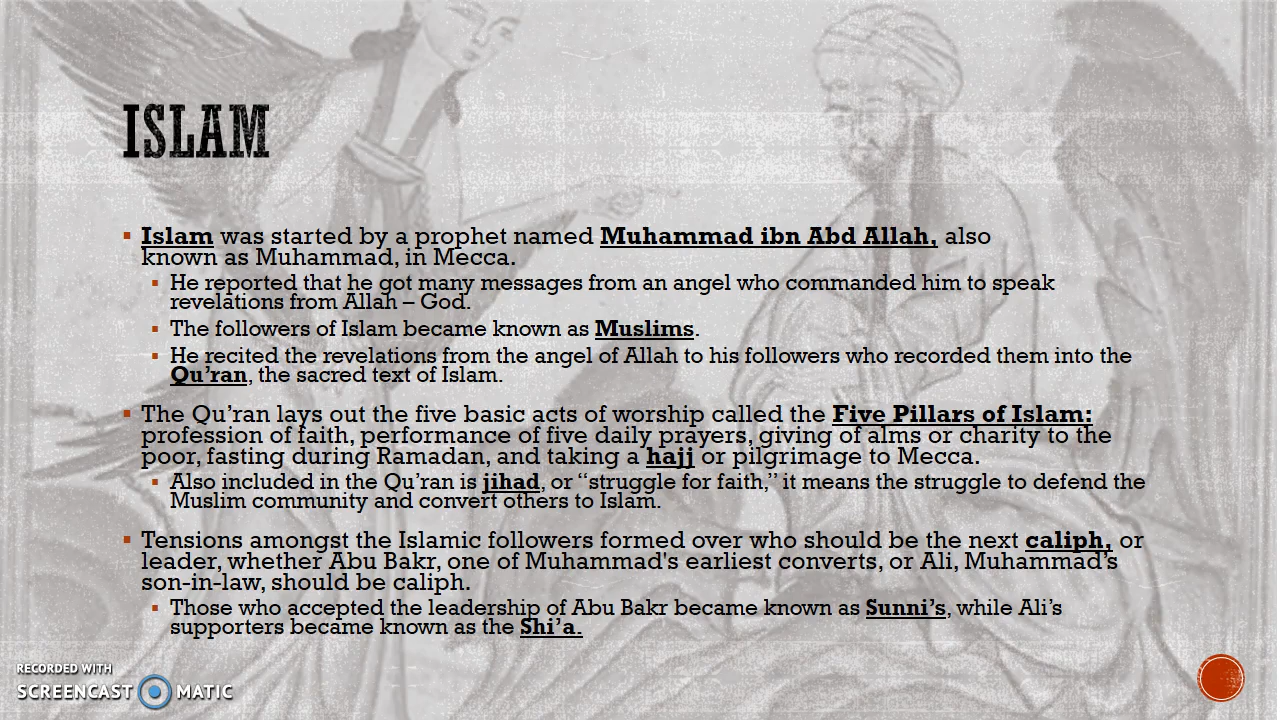 ISLAM
▪ Islam was started by a prophet named Muhammad ibn Abd Allah, also
known as Muhammad, in Mecca.
▪ He reported that he got many messages from an angel who commanded him to speak
revelations from Allah – God.
▪ The followers of Islam became known as Muslims.
▪ He recited the revelations from the angel of Allah to his followers who recorded them into the
Qu’ran, the sacred text of Islam.
▪ The Qu’ran lays out the five basic acts of worship called the Five Pillars of Islam:
profession of faith, performance of five daily prayers, giving of alms or charity to the
poor, fasting during Ramadan, and taking a hajj or pilgrimage to Mecca.
▪ Also included in the Qu’ran is jihad, or “struggle for faith,” it means the struggle to defend the
Muslim community and convert others to Islam.
▪ Tensions amongst the Islamic followers formed over who should be the next caliph, or
leader, whether Abu Bakr, one of Muhammad's earliest converts, or Ali, Muhammad’s
son-in-law, should be caliph.
▪ Those who accepted the leadership of Abu Bakr became known as Sunni’s, while Ali’s
supporters became known as the Shi’a.
RECORDED WITH
SCREENCAST MATIC